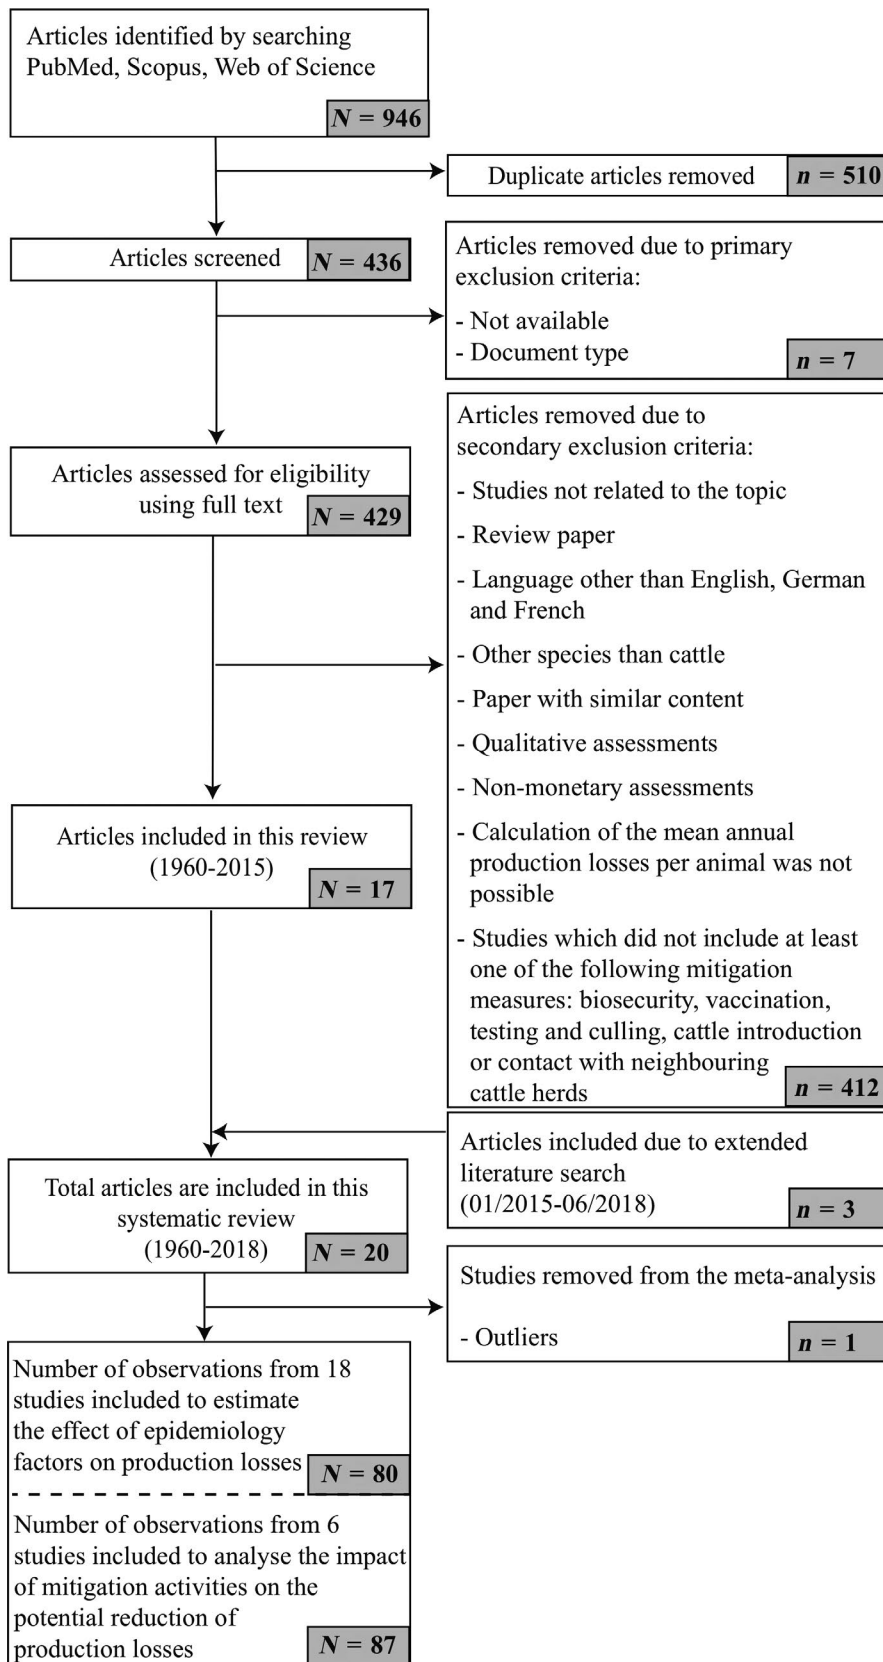 Articles identified by searching
PubMed, Scopus, Web of Science
N = 946
Duplicate articles removed
n = 510
Articles screened
N = 436
Articles removed due to primary
exclusion criteria:
- Not available
- Document type
n = 7
Articles assessed for eligibility
using full text
N = 429
Articles removed due to
secondary exclusion criteria:
- Studies not related to the topic
- Review paper
- Language other than English, German
and French
- Other species than cattle
- Paper with similar content
- Qualitative assessments
- Non-monetary assessments
- Calculation of the mean annual
production losses per animal was not
possible
- Studies which did not include at least
one of the following mitigation
measures: biosecurity, vaccination,
testing and culling, cattle introduction
or contact with neighbouring
cattle herds
n = 412
Articles included in this review
(1960-2015)
N = 17
Articles included due to extended
literature search
(01/2015-06/2018)
n = 3
Total articles are included in this
systematic review
(1960-2018)
N = 20
Studies removed from the meta-analysis
- Outliers
n = 1
Number of observations from 18
studies included to estimate
the effect of epidemiology
factors on production losses
N = 80
Number of observations from 6
studies included to analyse the impact
of mitigation activities on the
potential reduction of
production losses
N = 87